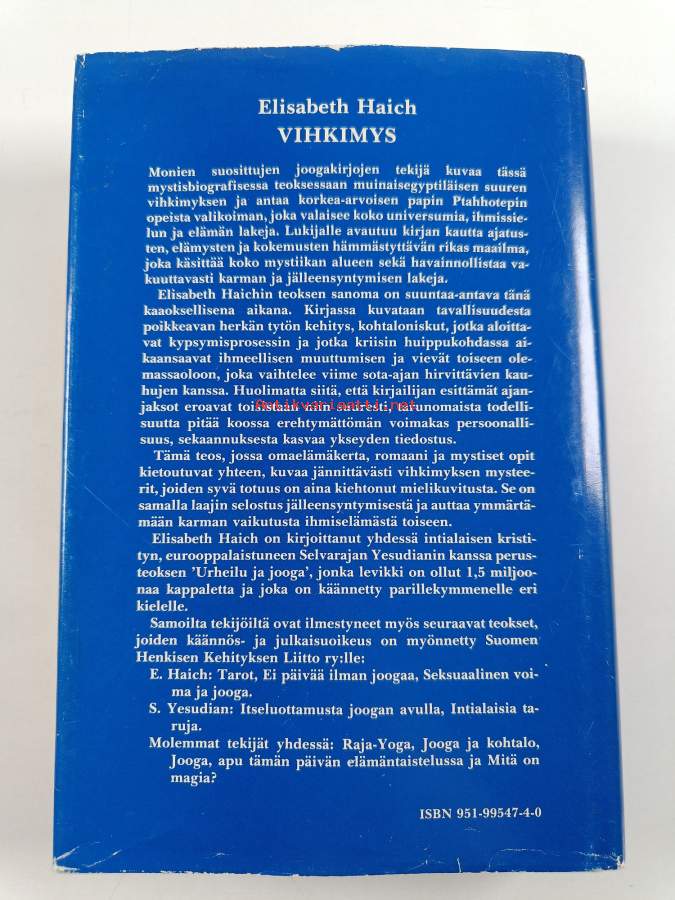 Elisabeth Haich
VIHKIMYS
Monien suosittujen joogakirjojen tekijä kuvaa tässä
mystisbiografisessa teoksessaan muinaisegyptiläisen suuren
vihkimyksen ja antaa korkea-arvoisen papin Ptahhotepin
opeista valikoiman, joka valaisee koko universumia, ihmissie-
lun ja elämän lakeja. Lukijalle avautuu kirjan kautta ajatus-
ten, elämysten ja kokemusten hämmästyttävän rikas maailma,
joka käsittää koko mystiikan alueen sekä havainnollistaa va-
kuuttavasti karman ja jälleensyntymisen lakeja.
Elisabeth Haichin teoksen sanoma on suuntaa-antava tänä
kaaoksellisena aikana. Kirjassa kuvataan tavallisuudesta
poikkeavan herkän tytön kehitys, kohtaloniskut, jotka aloitta-
vat kypsymisprosessin ja jotka kriisin huippukohdassa ai-
kaansaavat ihmeellisen muuttumisen ja vievät toiseen ole-
massaoloon, joka vaihtelee viime sota-ajan hirvittävien kau-
hujen kanssa. Huolimatta siitä, että kirjailijan esittämät ajan-
jaksot eroavat toisistaan niin suuresti, satunomaista todelli-
suutta pitää koossa erehtymättömän voimakas persoonalli-
suus, sekaannuksesta kasvaa ykseyden tiedostus.
Tämä teos, jossa omaelämäkerta, romaani ja mystiset opit
kietoutuvat yhteen, kuvaa jännittävästi vihkimyksen mystee-
rit, joiden syvä totuus on aina kiehtonut mielikuvitusta. Se on
samalla laajin selostus jälleensyntymisestä ja auttaa ymmärtä-
mään karman vaikutusta ihmiselämästä toiseen.
Elisabeth Haich on kirjoittanut yhdessä intialaisen kristi-
tyn, eurooppalaistuneen Selvarajan Yesudianin kanssa perus-
teoksen 'Urheilu ja jooga', jonka levikki on ollut 1,5 miljoo-
naa kappaletta ja joka on käännetty parillekymmenelle eri
kielelle.
Samoilta tekijöiltä ovat ilmestyneet myös seuraavat teokset,
joiden käännös- ja julkaisuoikeus on myönnetty Suomen
Henkisen Kehityksen Liitto ry:lle:
E. Haich: Tarot, Ei päivää ilman joogaa, Seksuaalinen voi-
ma ja jooga.
S. Yesudian: Itseluottamusta joogan avulla, Intialaisia ta-
ruja.
Molemmat tekijät yhdessä: Raja-Yoga, Jooga ja kohtalo,
Jooga, apu tämän päivän elämäntaistelussa ja Mitä on
magia?
ISBN 951-99547-4-0